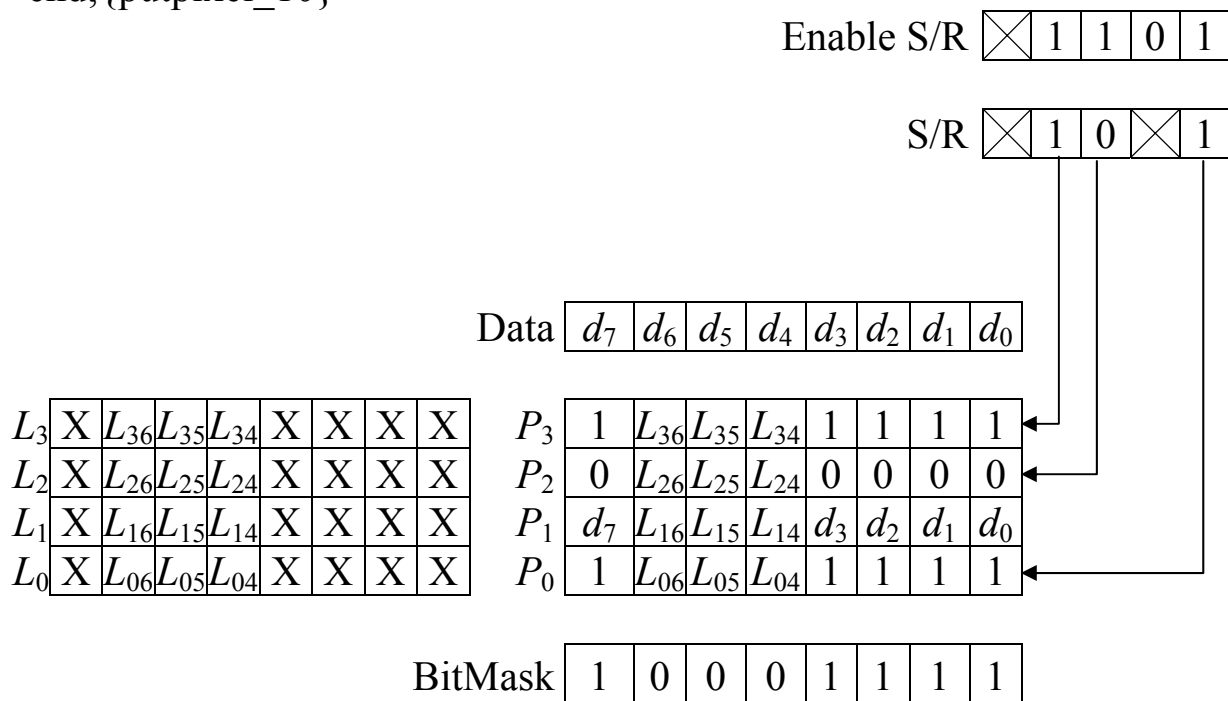 end; {putpixel_10}
Enable S/R 1 1 0 1
S/R 1 0 1
Data d7 d6 d5 d4 d3 d2 d1 d0
L3 X L36 L35 L34 X X X X P3 1 L36 L35 L34 1 1 1 1
L2 X L26 L25 L24 X X X X P2 0 L26 L25 L24 0 0 0 0
L1 X L16 L15 L14 X X X X P1 d7 L16 L15 L14 d3 d2 d1 d0
L0 X L06 L05 L04 X X X X P0 1 L06 L05 L04 1 1 1 1
BitMask 1 0 0 0 1 1 1 1